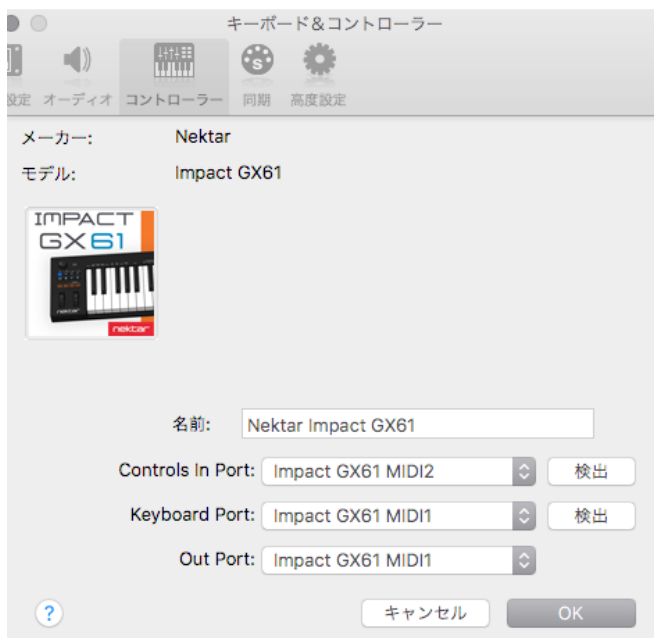 キーボード&コントローラー
設定 オーディオ コントローラー 同期 高度設定
メーカー: Nektar
モデル: Impact GX61
IMPACT
GX61
nektar
名前: Nektar Impact GX61
Controls In Port: Impact GX61 MIDI2 検出
Keyboard Port: Impact GX61 MIDI1 検出
Out Port: Impact GX61 MIDI1
? キャンセル OK